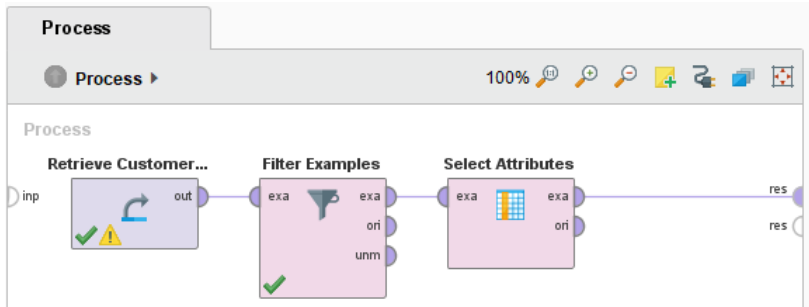 Process
Process
100%
Process
Retrieve Customer...
Filter Examples
Select Attributes
inp
out
exa
exa
exa
exa
res
ori
ori
res
unm